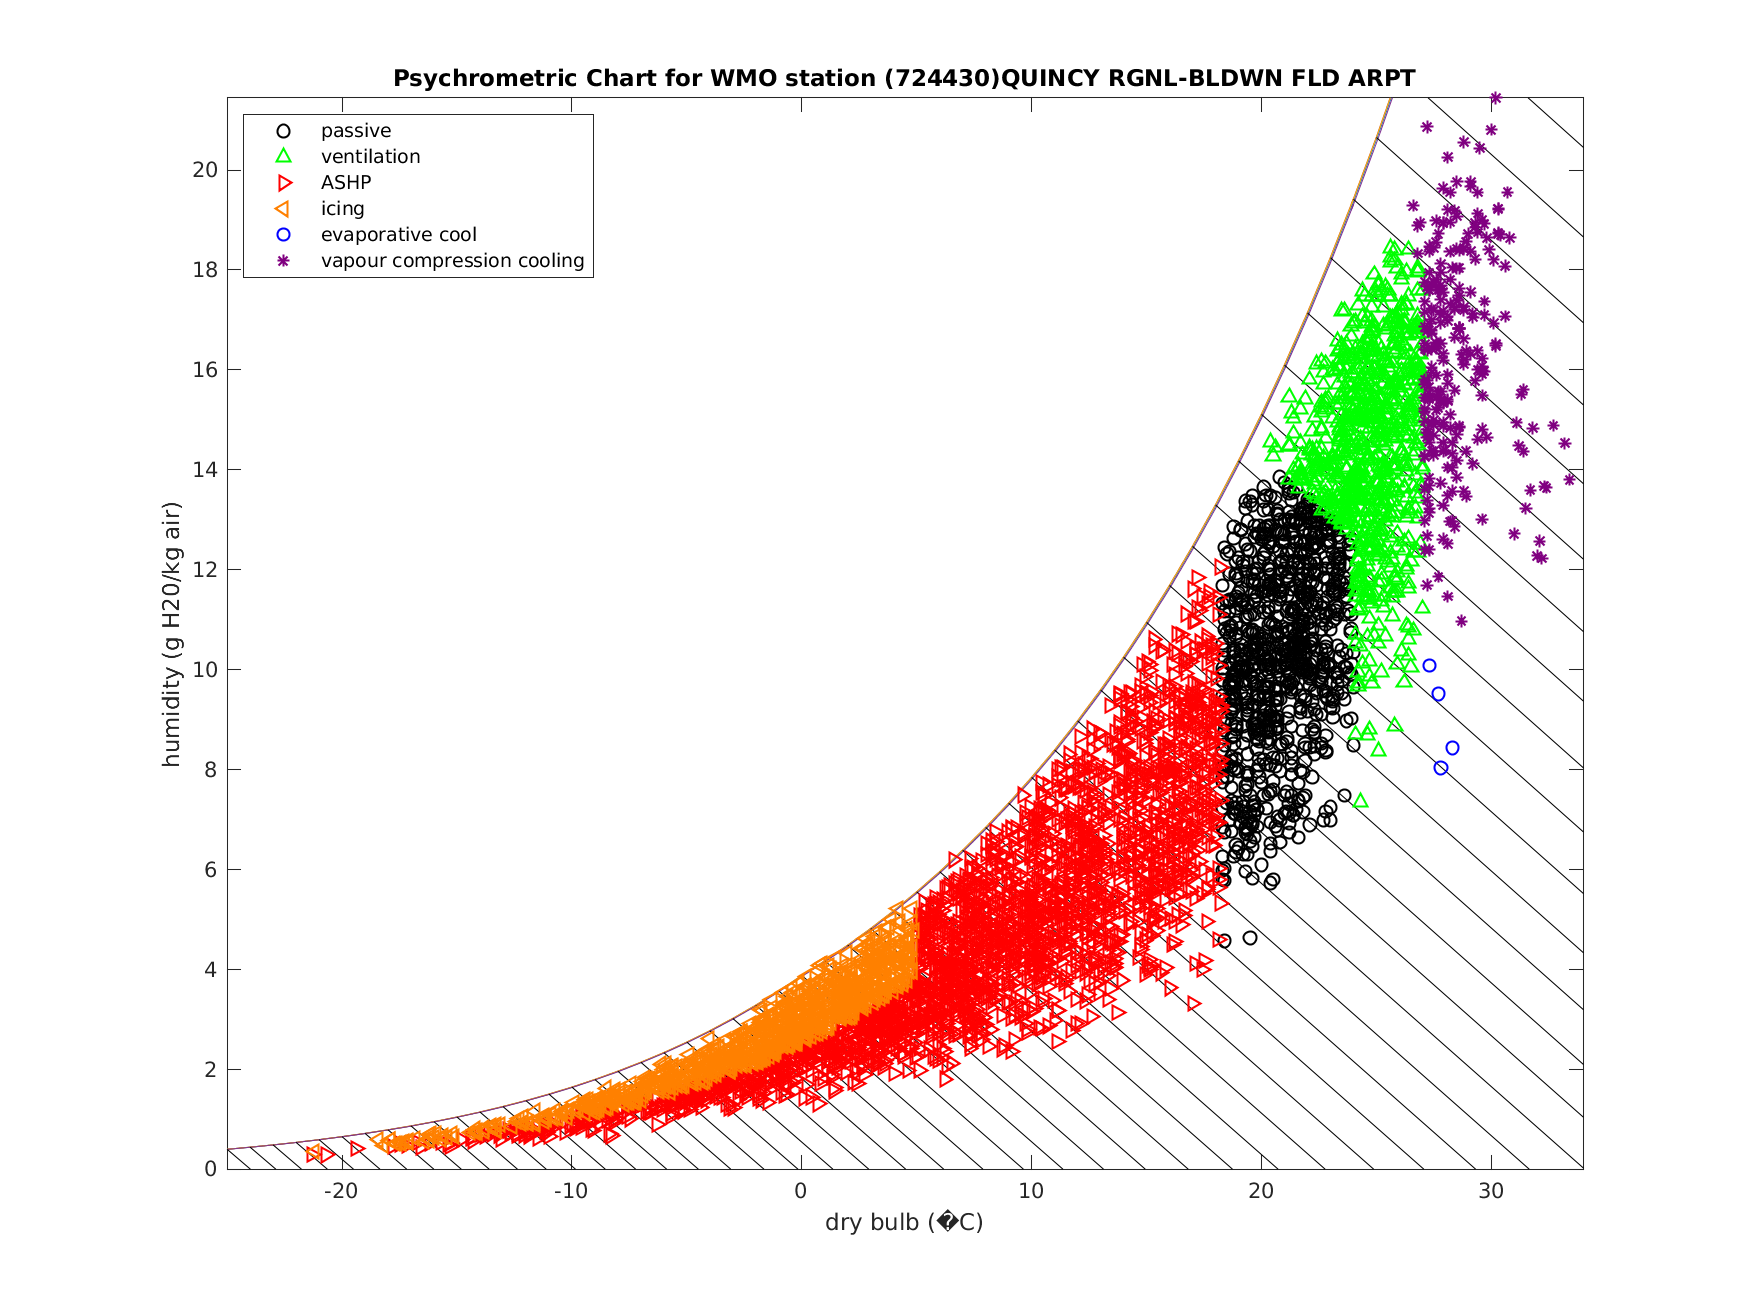 Psychrometric Chart for WMO station (724430)QUINCY RGNL-BLDWN FLD ARPT
passive
ventilation
ASHP
icing
evaporative cool
vapour compression cooling
humidity (g H20/kg air)
20
18
16
14
12
10
8
6
4
2
0
-20 -10 0 10 20 30
dry bulb (�C)